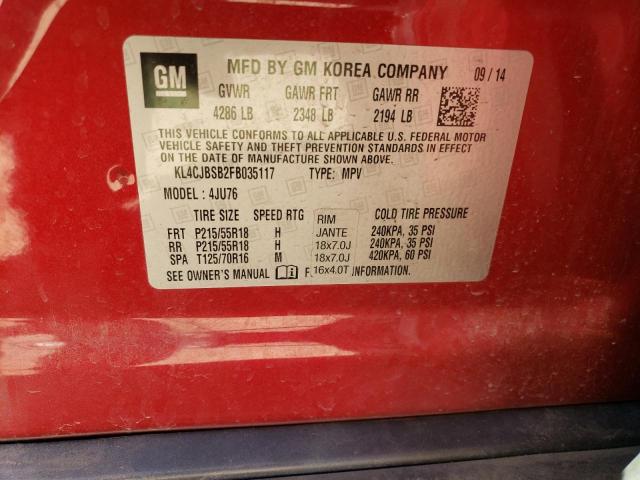 GM MFD BY GM KOREA COMPANY 09/14
GVWR GAWR FRT GAWR RR
4286 LB 2348 LB 2194 LB
THIS VEHICLE CONFORMS TO ALL APPLICABLE U.S. FEDERAL MOTOR
VEHICLE SAFETY AND THEFT PREVENTION STANDARDS IN EFFECT
ON THE DATE OF MANUFACTURE SHOWN ABOVE.
KL4CJBSB2FB035117 TYPE: MPV
MODEL : 4JU76
TIRE SIZE SPEED RTG RIM COLD TIRE PRESSURE
JANTE
FRT P215/55R18 H 18x7.0J 240KPA, 35 PSI
RR P215/55R18 H 18x7.0J 240KPA, 35 PSI
SPA T125/70R16 M 16x4.0T 420KPA, 60 PSI
SEE OWNER'S MANUAL INFORMATION.